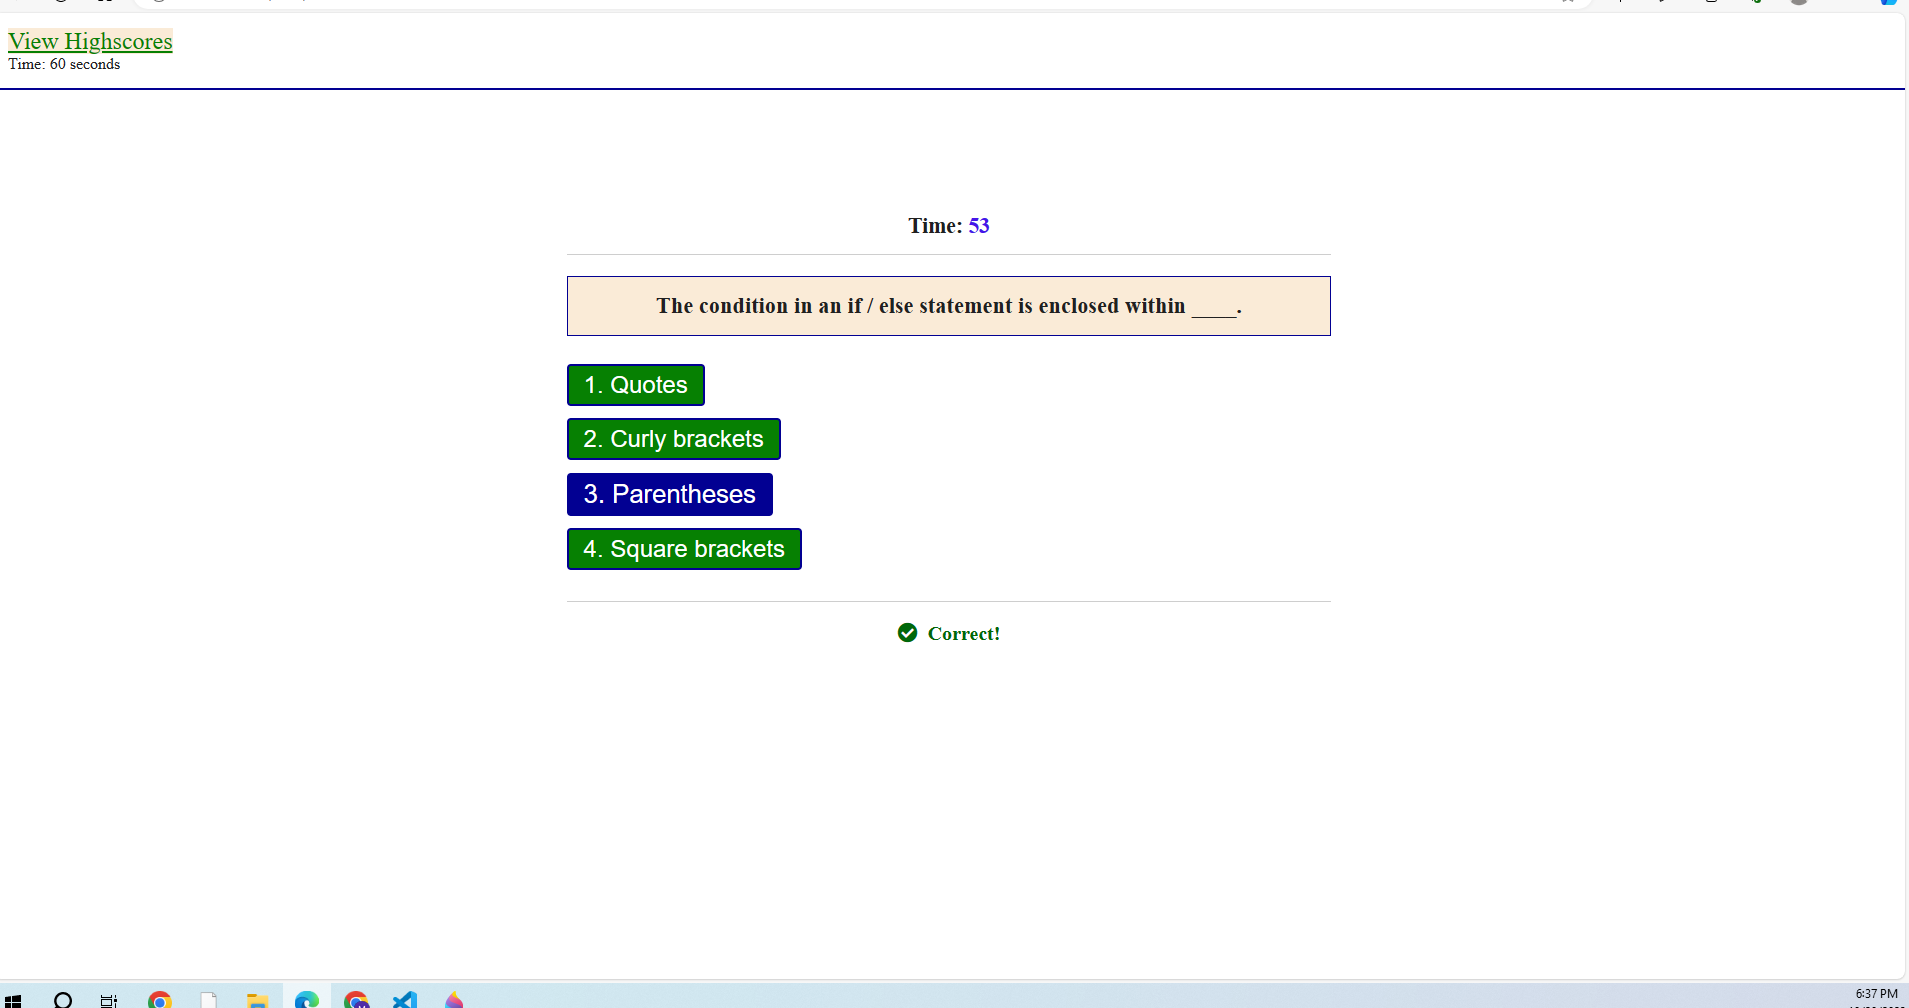 View Highscores
Time: 60 seconds
Time: 53
The condition in an if / else statement is enclosed within ____.
1. Quotes
2. Curly brackets
3. Parentheses
4. Square brackets
Correct!
6:37 PM